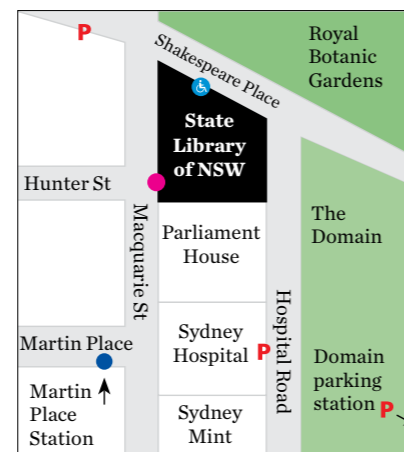 P
Shakespeare Place
Royal
Botanic
Gardens
State
Library
of NSW
Hunter St
Macquarie St
Parliament
House
The
Domain
Hospital Road
Martin Place
Sydney
Hospital
P
Domain
parking
station
P
Martin
Place
Station
Sydney
Mint